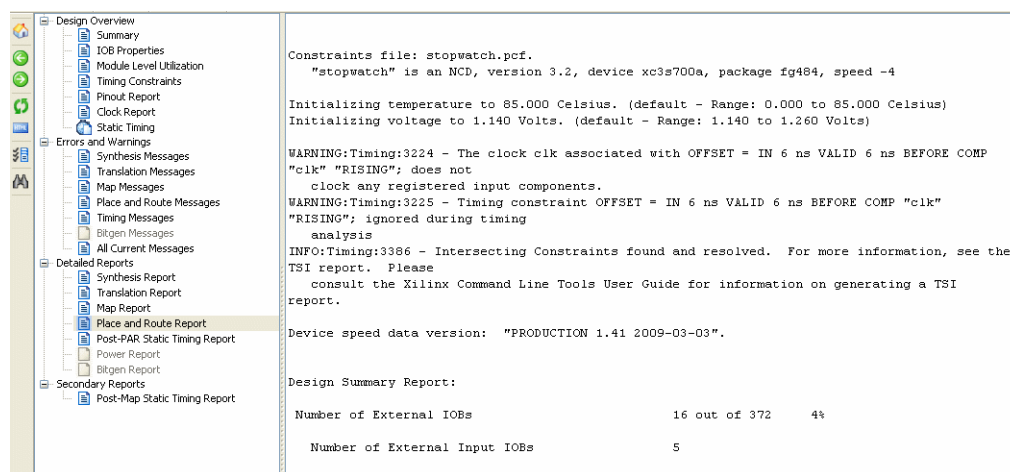 Design Overview
Summary
IOB Properties
Module Level Utilization
Timing Constraints
Pinout Report
Clock Report
Static Timing
Errors and Warnings
Synthesis Messages
Translation Messages
Map Messages
Place and Route Messages
Timing Messages
Bitgen Messages
All Current Messages
Detailed Reports
Synthesis Report
Translation Report
Map Report
Place and Route Report
Post-PAR Static Timing Report
Power Report
Bitgen Report
Secondary Reports
Post-Map Static Timing Report
Constraints file: stopwatch.pcf.
"stopwatch" is an NCD, version 3.2, device xc3s700a, package fg484, speed -4
Initializing temperature to 85.000 Celsius. (default - Range: 0.000 to 85.000 Celsius)
Initializing voltage to 1.140 Volts. (default - Range: 1.140 to 1.260 Volts)
WARNING:Timing:3224 - The clock clk associated with OFFSET = IN 6 ns VALID 6 ns BEFORE COMP
"clk" "RISING"; does not
clock any registered input components.
WARNING:Timing:3225 - Timing constraint OFFSET = IN 6 ns VALID 6 ns BEFORE COMP "clk"
"RISING"; ignored during timing
analysis
INFO:Timing:3386 - Intersecting Constraints found and resolved.  For more information, see the
TSI report.  Please
consult the Xilinx Command Line Tools User Guide for information on generating a TSI
report.
Device speed data version:  "PRODUCTION 1.41 2009-03-03".
Design Summary Report:
Number of External IOBs 16 out of 372 4%
Number of External Input IOBs 5